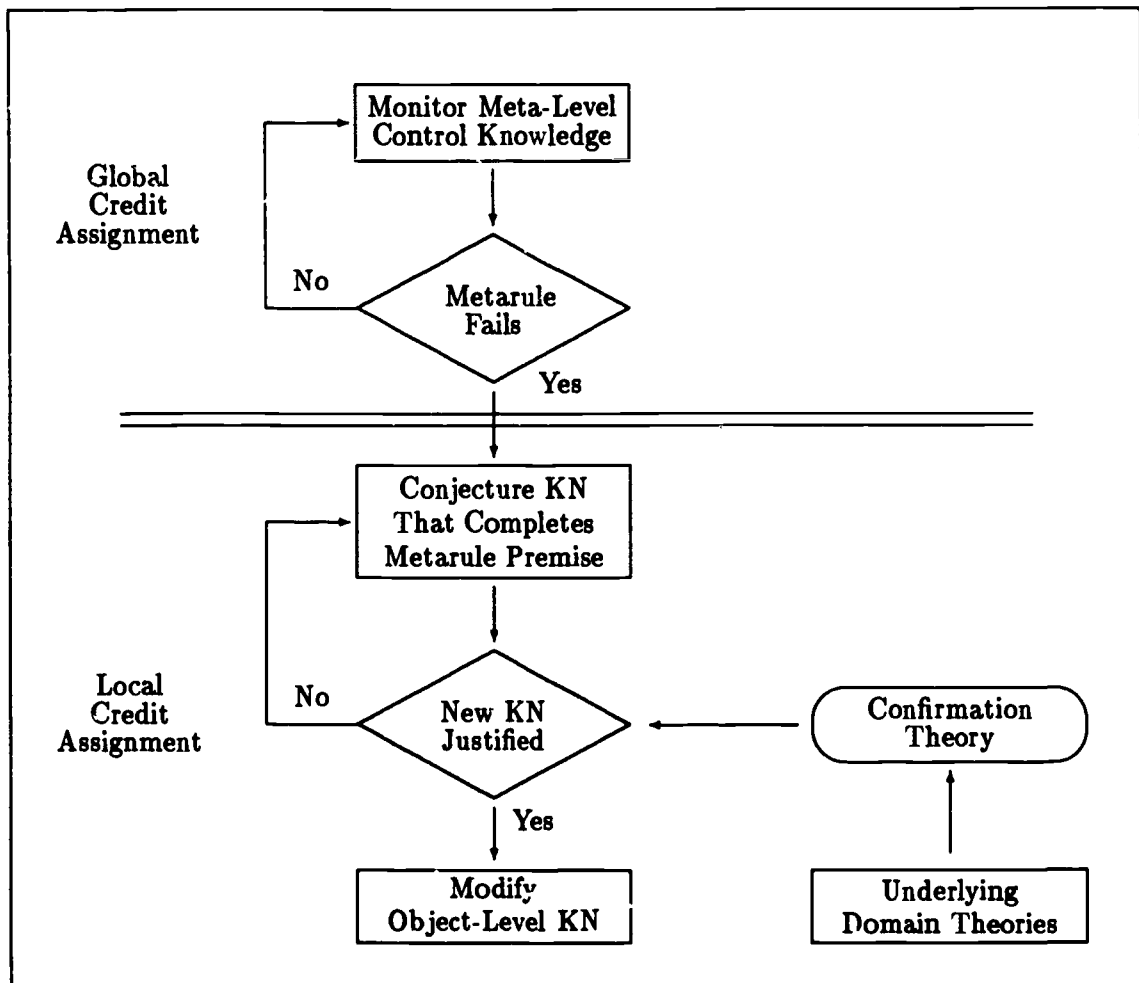 Monitor Meta-Level
Control Knowledge
Global
Credit
Assignment
No
Metarule
Fails
Yes
Conjecture KN
That Completes
Metarule Premise
Local
Credit
Assignment
No
New KN
Justified
Confirmation
Theory
Yes
Modify
Object-Level KN
Underlying
Domain Theories